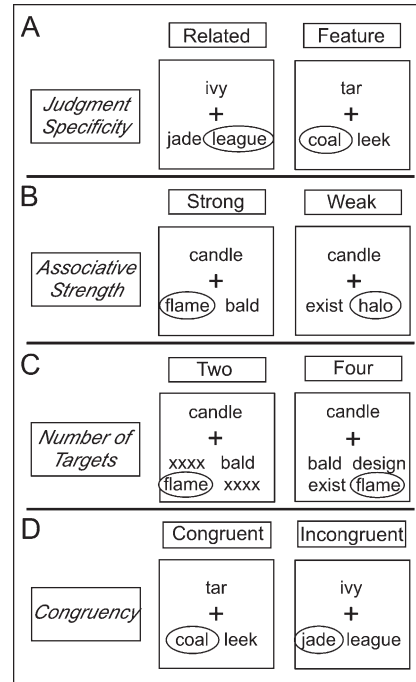 A
Related Feature
Judgment
Specificity
ivy
+
jade league
tar
+
coal leek
B
Strong Weak
Associative
Strength
candle
+
flame bald
candle
+
exist halo
C
Two Four
Number of
Targets
candle
+
xxxx bald
flame xxxx
candle
+
bald design
exist flame
D
Congruent Incongruent
Congruency
tar
+
coal leek
ivy
+
jade league